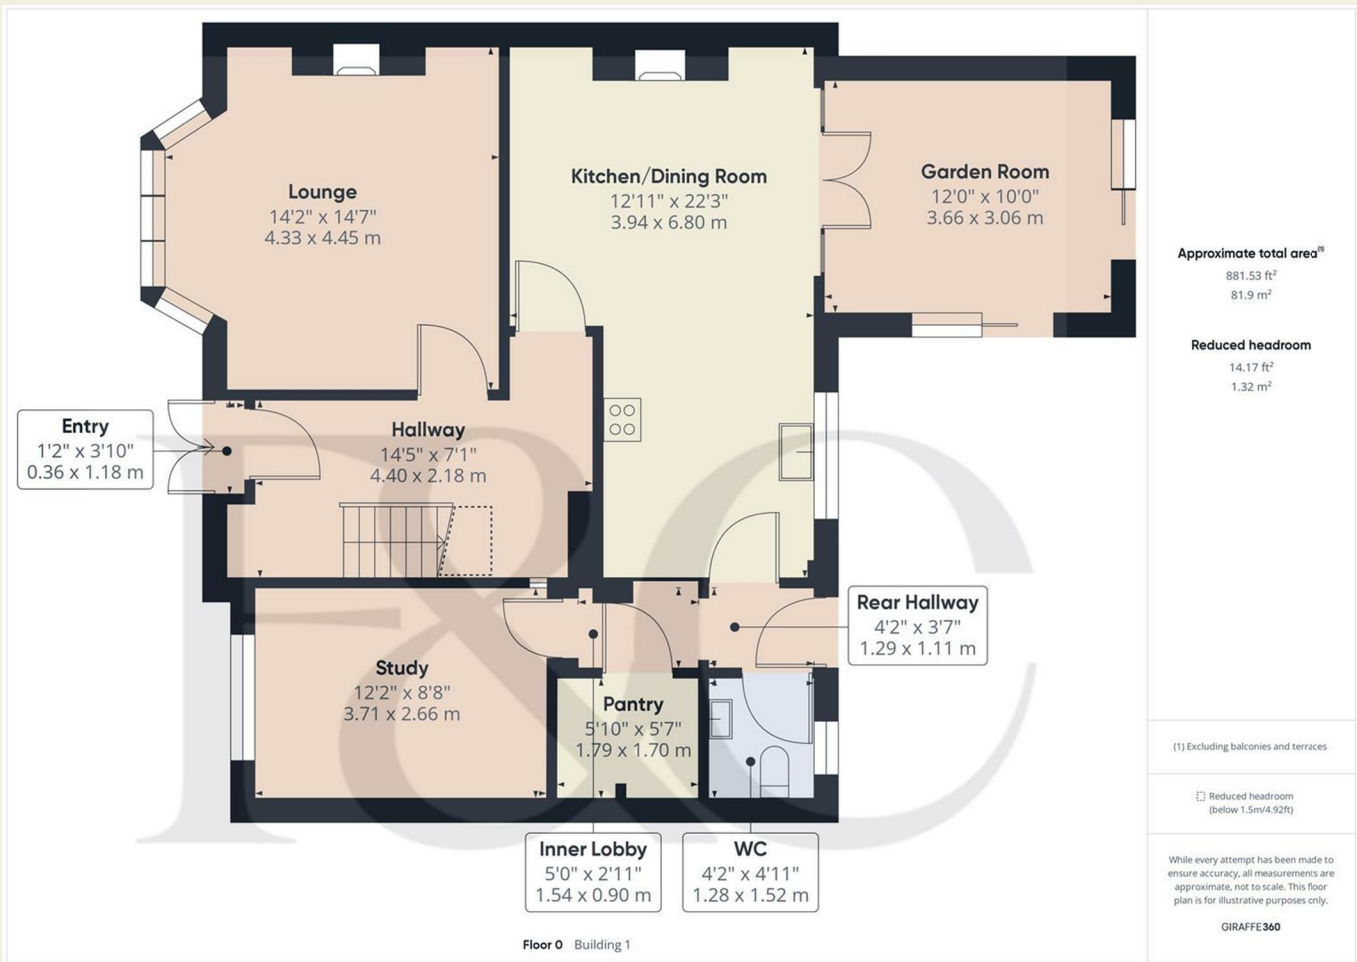 Lounge
14'2" x 14'7"
4.33 x 4.45 m
Kitchen/Dining Room
12'11" x 22'3"
3.94 x 6.80 m
Garden Room
12'0" x 10'0"
3.66 x 3.06 m
Entry
1'2" x 3'10"
0.36 x 1.18 m
Hallway
14'5" x 7'1"
4.40 x 2.18 m
Rear Hallway
4'2" x 3'7"
1.29 x 1.11 m
Study
12'2" x 8'8"
3.71 x 2.66 m
Pantry
5'10" x 5'7"
1.79 x 1.70 m
Inner Lobby
5'0" x 2'11"
1.54 x 0.90 m
WC
4'2" x 4'11"
1.28 x 1.52 m
Floor 0 Building 1
F&C
Approximate total area(1)
881.53 ft²
81.9 m²
Reduced headroom
14.17 ft²
1.32 m²
(1) Excluding balconies and terraces
Reduced headroom
(below 1.5m/4.92ft)
While every attempt has been made to
ensure accuracy, all measurements are
approximate, not to scale. This floor
plan is for illustrative purposes only.
GIRAFFE360